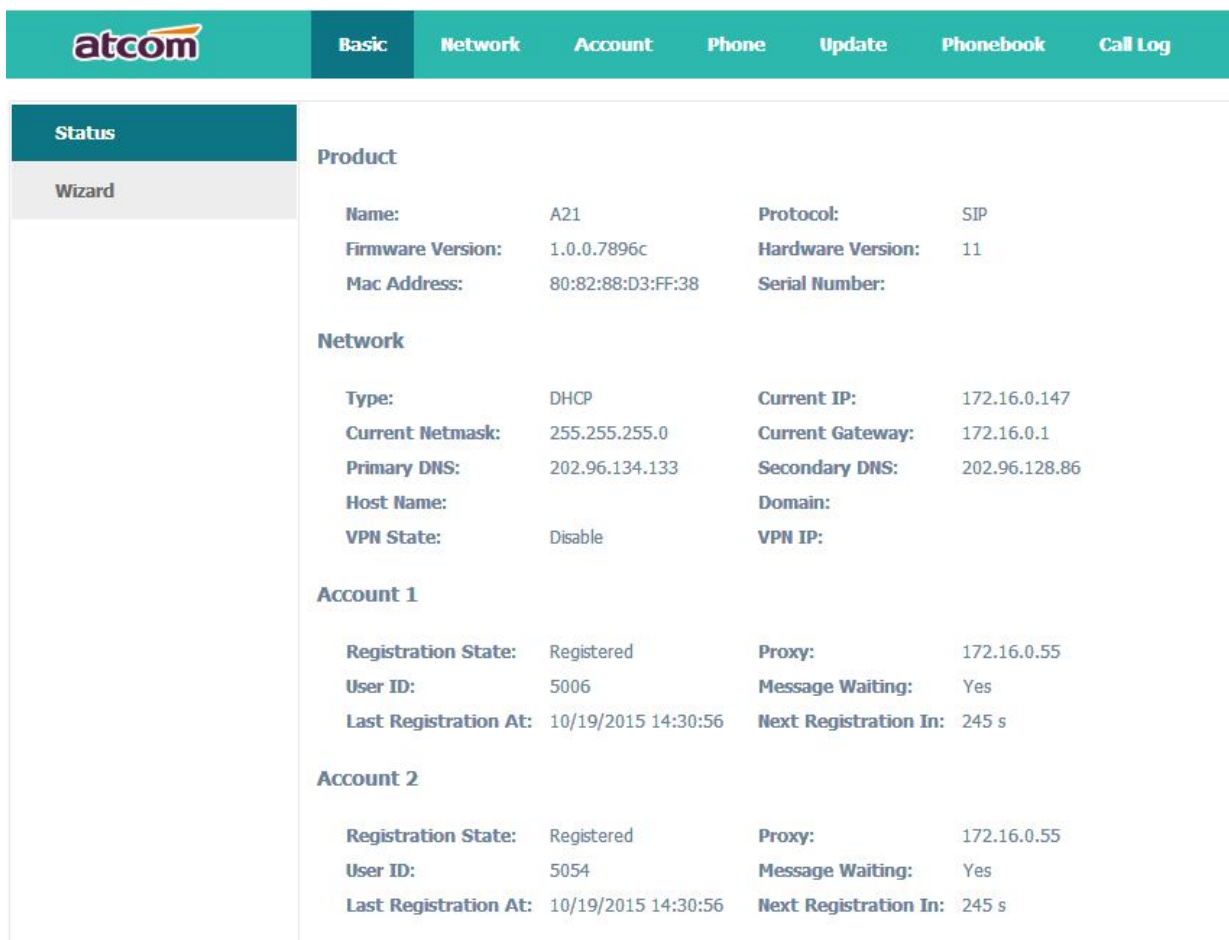 atcom Basic Network Account Phone Update Phonebook Call Log
Status
Wizard
Product
Name: A21 Protocol: SIP
Firmware Version: 1.0.0.7896c Hardware Version: 11
Mac Address: 80:82:88:D3:FF:38 Serial Number:
Network
Type: DHCP Current IP: 172.16.0.147
Current Netmask: 255.255.255.0 Current Gateway: 172.16.0.1
Primary DNS: 202.96.134.133 Secondary DNS: 202.96.128.86
Host Name: Domain:
VPN State: Disable VPN IP:
Account 1
Registration State: Registered Proxy: 172.16.0.55
User ID: 5006 Message Waiting: Yes
Last Registration At: 10/19/2015 14:30:56 Next Registration In: 245 s
Account 2
Registration State: Registered Proxy: 172.16.0.55
User ID: 5054 Message Waiting: Yes
Last Registration At: 10/19/2015 14:30:56 Next Registration In: 245 s